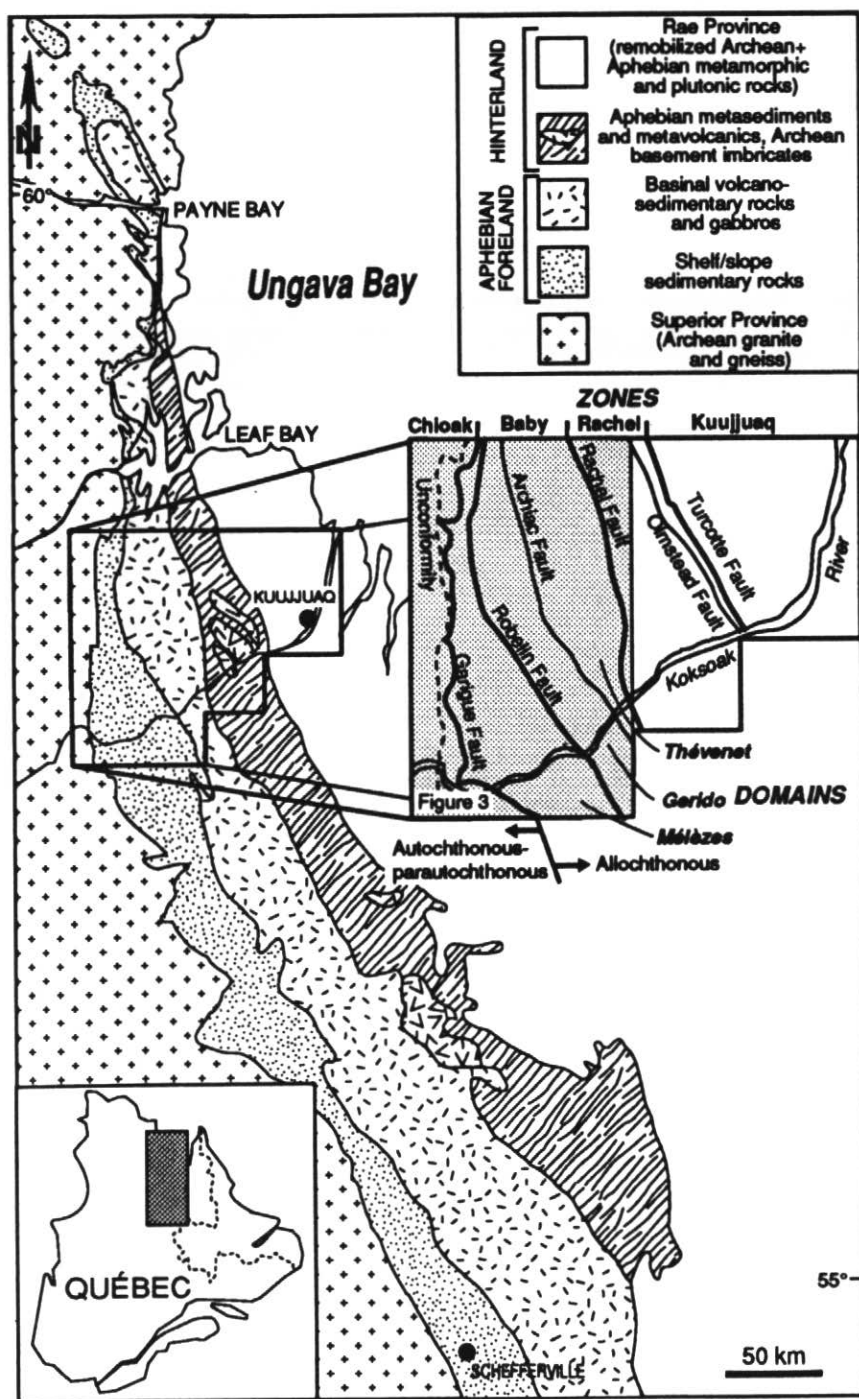 HINTERLAND
Rae Province
(remobilized Archean+
Aphebian metamorphic
and plutonic rocks)
Aphebian metasediments
and metavolcanics, Archean
basement imbricates
APHEBIAN
FORELAND
Basinal volcano-
sedimentary rocks
and gabbros
Shelf/slope
sedimentary rocks
Superior Province
(Archean granite
and gneiss)
N
60°
PAYNE BAY
Ungava Bay
LEAF BAY
KUUJJUAQ
ZONES
Chioak
Baby
Rachel
Kuujjuaq
Unconformity
Garigue Fault
Robelin Fault
Archiac Fault
Rachel Fault
Olmstead Fault
Turcotte Fault
Koksoak
River
Thévenet
Gerido DOMAINS
Mélèzes
Figure 3
Autochthonous-
parautochthonous
Allochthonous
QUÉBEC
55°
SCHEFFERVILLE
50 km